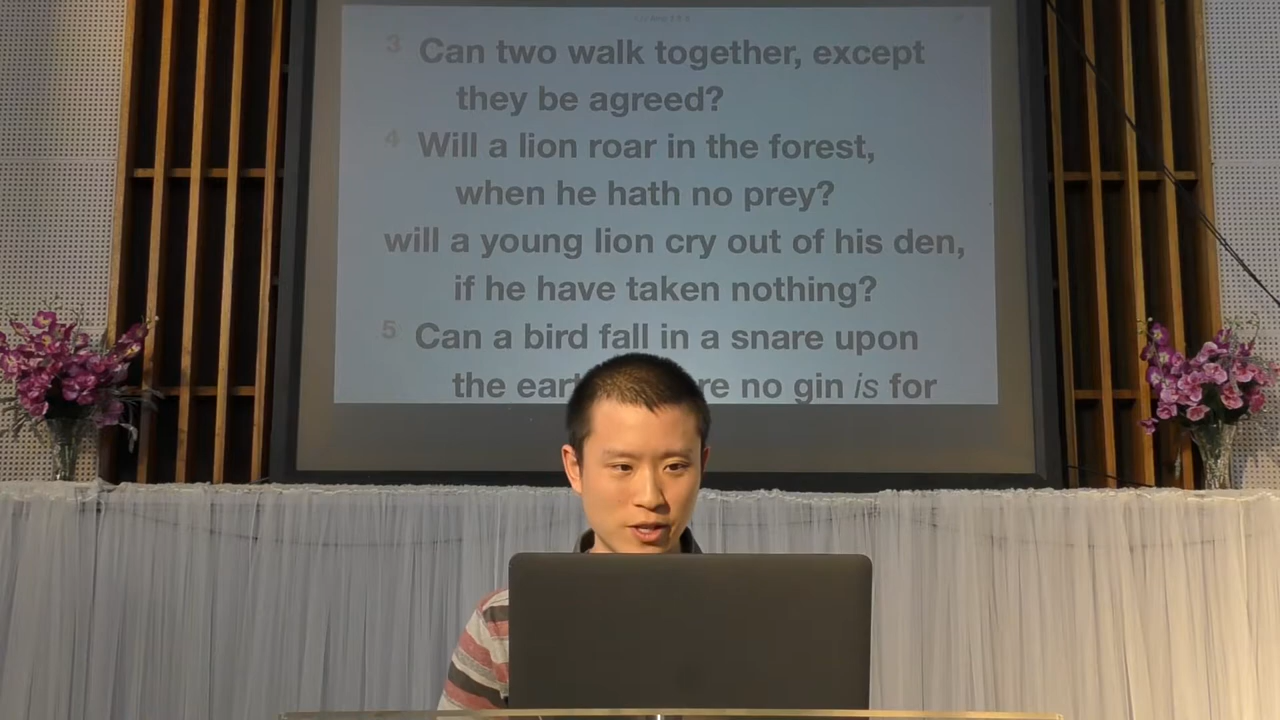 3 Can two walk together, except
they be agreed?
4 Will a lion roar in the forest,
when he hath no prey?
will a young lion cry out of his den,
if he have taken nothing?
5 Can a bird fall in a snare upon
the no gin is for